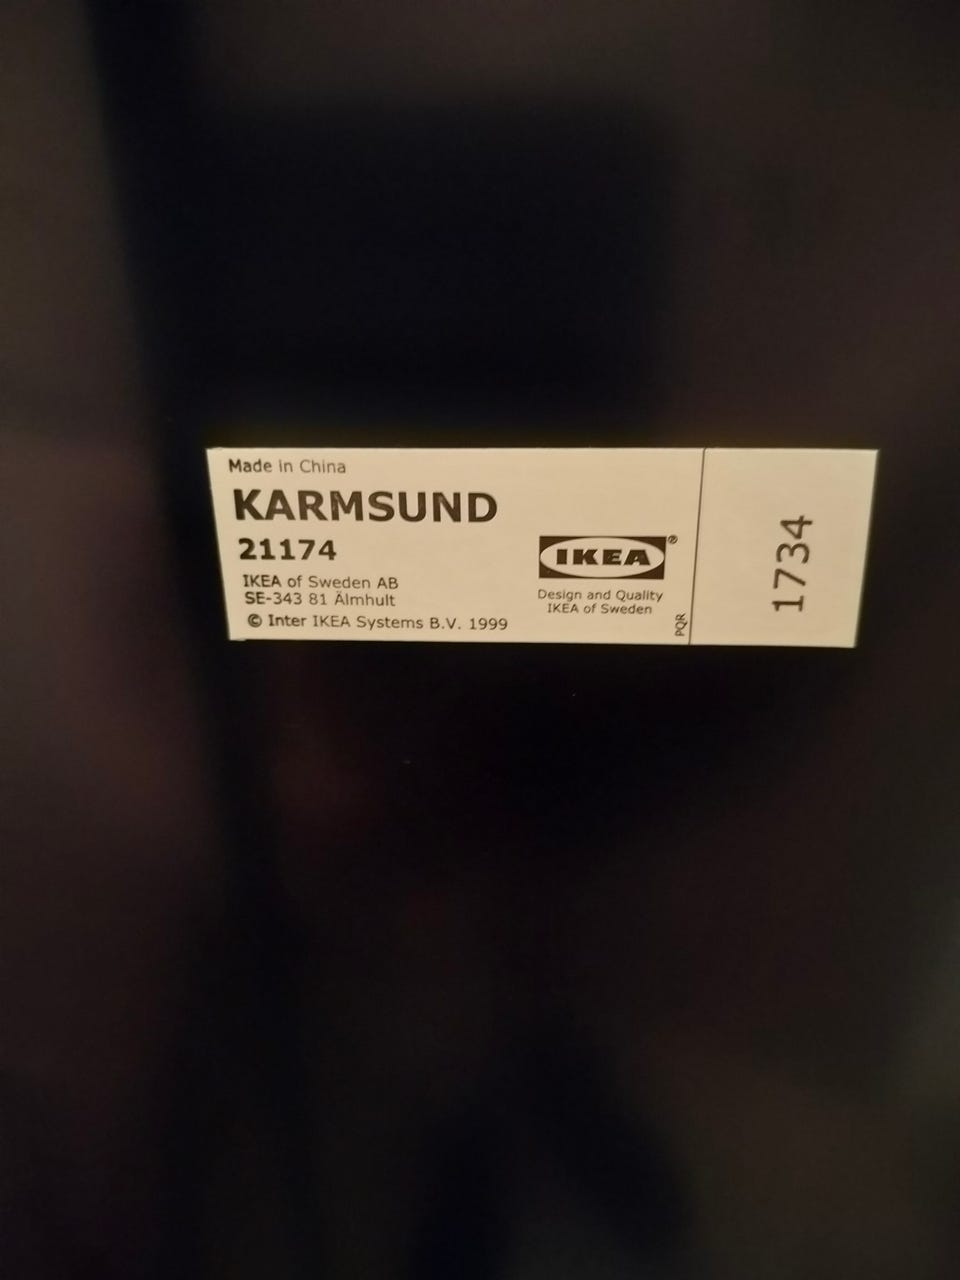 Made in China
KARMSUND
21174
IKEA of Sweden AB
SE-343 81 Älmhult
© Inter IKEA Systems B.V. 1999
IKEA®
Design and Quality
IKEA of Sweden
PQR
1734